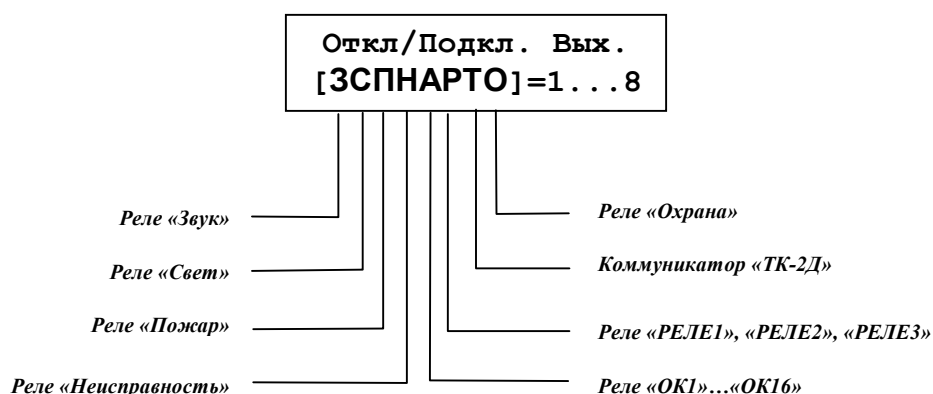 Откл/Подкл. Вых.
[ЗСПНАРТО]=1...8
Реле «Звук»
Реле «Охрана»
Реле «Свет»
Коммуникатор «ТК-2Д»
Реле «Пожар»
Реле «РЕЛЕ1», «РЕЛЕ2», «РЕЛЕ3»
Реле «Неисправность»
Реле «ОК1»…«ОК16»